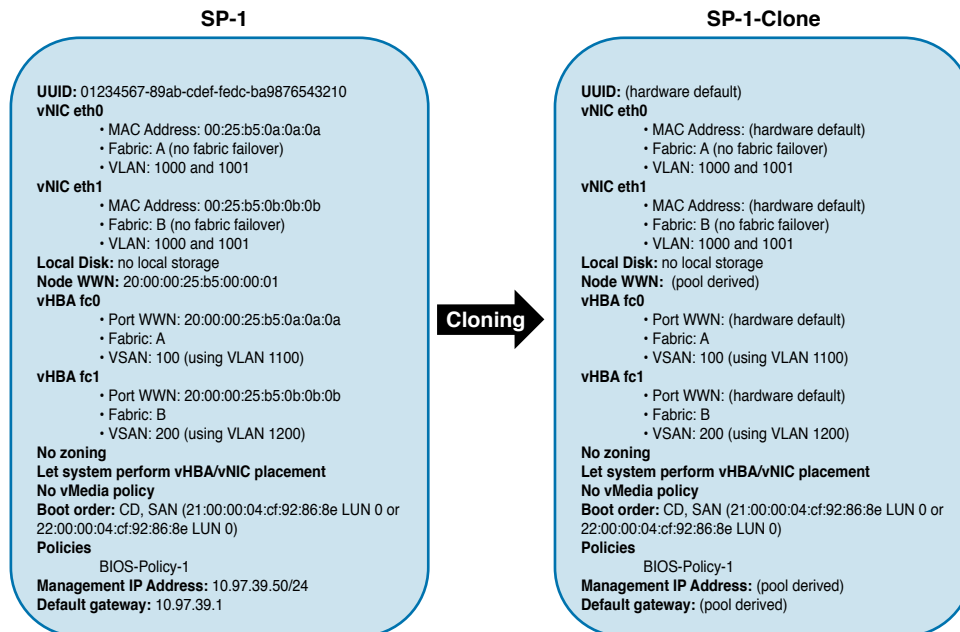 SP-1
UUID: 01234567-89ab-cdef-fedc-ba9876543210
vNIC eth0
• MAC Address: 00:25:b5:0a:0a:0a
• Fabric: A (no fabric failover)
• VLAN: 1000 and 1001
vNIC eth1
• MAC Address: 00:25:b5:0b:0b:0b
• Fabric: B (no fabric failover)
• VLAN: 1000 and 1001
Local Disk: no local storage
Node WWN: 20:00:00:25:b5:00:00:01
vHBA fc0
• Port WWN: 20:00:00:25:b5:0a:0a:0a
• Fabric: A
• VSAN: 100 (using VLAN 1100)
vHBA fc1
• Port WWN: 20:00:00:25:b5:0b:0b:0b
• Fabric: B
• VSAN: 200 (using VLAN 1200)
No zoning
Let system perform vHBA/vNIC placement
No vMedia policy
Boot order: CD, SAN (21:00:00:04:cf:92:86:8e LUN 0 or
22:00:00:04:cf:92:86:8e LUN 0)
Policies
BIOS-Policy-1
Management IP Address: 10.97.39.50/24
Default gateway: 10.97.39.1
Cloning
SP-1-Clone
UUID: (hardware default)
vNIC eth0
• MAC Address: (hardware default)
• Fabric: A (no fabric failover)
• VLAN: 1000 and 1001
vNIC eth1
• MAC Address: (hardware default)
• Fabric: B (no fabric failover)
• VLAN: 1000 and 1001
Local Disk: no local storage
Node WWN: (pool derived)
vHBA fc0
• Port WWN: (hardware default)
• Fabric: A
• VSAN: 100 (using VLAN 1100)
vHBA fc1
• Port WWN: (hardware default)
• Fabric: B
• VSAN: 200 (using VLAN 1200)
No zoning
Let system perform vHBA/vNIC placement
No vMedia policy
Boot order: CD, SAN (21:00:00:04:cf:92:86:8e LUN 0 or
22:00:00:04:cf:92:86:8e LUN 0)
Policies
BIOS-Policy-1
Management IP Address: (pool derived)
Default gateway: (pool derived)